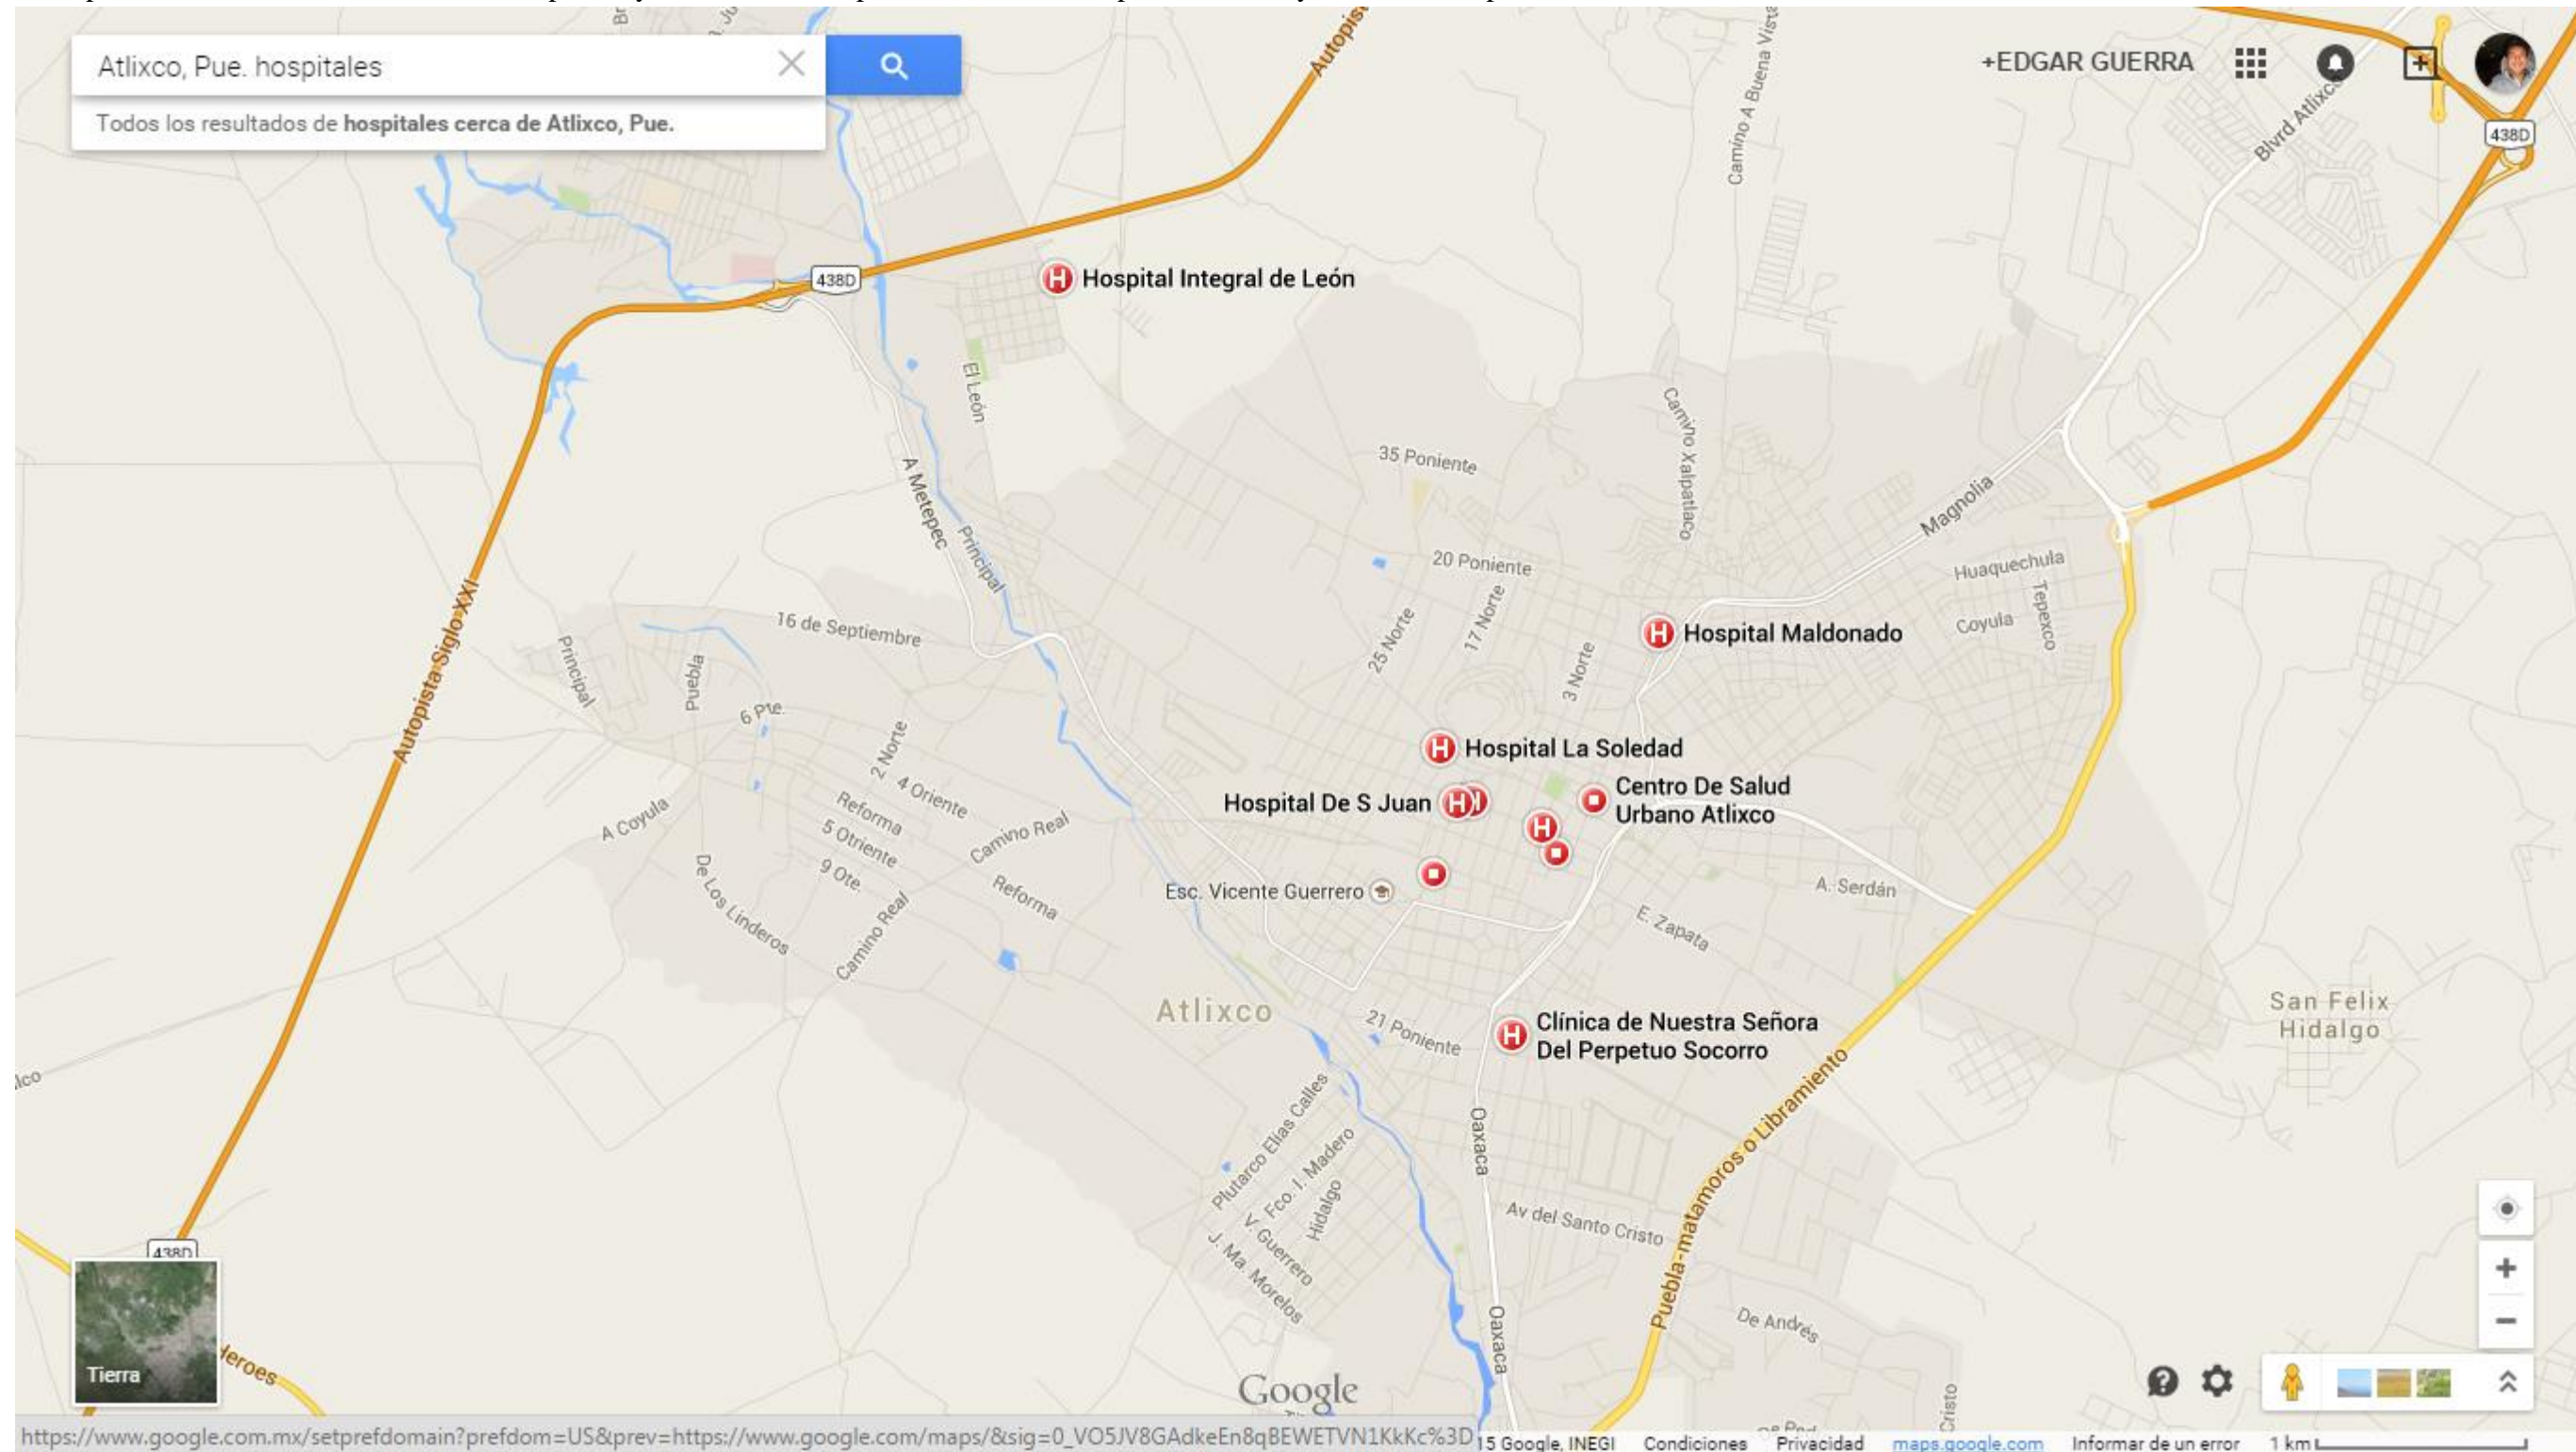 Atlixco, Pue. hospitales
Todos los resultados de hospitales cerca de Atlixco, Pue.
+EDGAR GUERRA
Autopis
Camino A Buena Vista
Blvrd Atlixco
438D
438D
Hospital Integral de León
El León
A Metepec
Principal
35 Poniente
Camino Xalpatlaco
Magnolia
20 Poniente
Huaquechula
Tepexco
Coyula
25 Norte
17 Norte
3 Norte
Hospital Maldonado
Autopista Siglo XXI
16 de Septiembre
Principal
Puebla
6 Pte.
2 Norte
4 Oriente
Reforma
5 Otriente
9 Ote.
Camino Real
A Coyula
De Los Linderos
Camino Real
Reforma
Hospital La Soledad
Hospital De S Juan
Centro De Salud
Urbano Atlixco
Esc. Vicente Guerrero
A. Serdán
E. Zapata
Atlixco
21 Poniente
Clínica de Nuestra Señora
Del Perpetuo Socorro
San Felix
Hidalgo
lco
Plutarco Elías Calles
Fco. I. Madero
Hidalgo
V. Guerrero
J. Ma. Morelos
Oaxaca
Av del Santo Cristo
Puebla-matamoros o Libramiento
438D
Tierra
Heroes
Oaxaca
De Andrés
Cristo
Google
https://www.google.com.mx/setprefdomain?prefdom=US&prev=https://www.google.com/maps/&sig=0_VO5JV8GAdkeEn8qBEWETVN1KkKc%3D
15 Google, INEGI Condiciones Privacidad maps.google.com Informar de un error 1 km